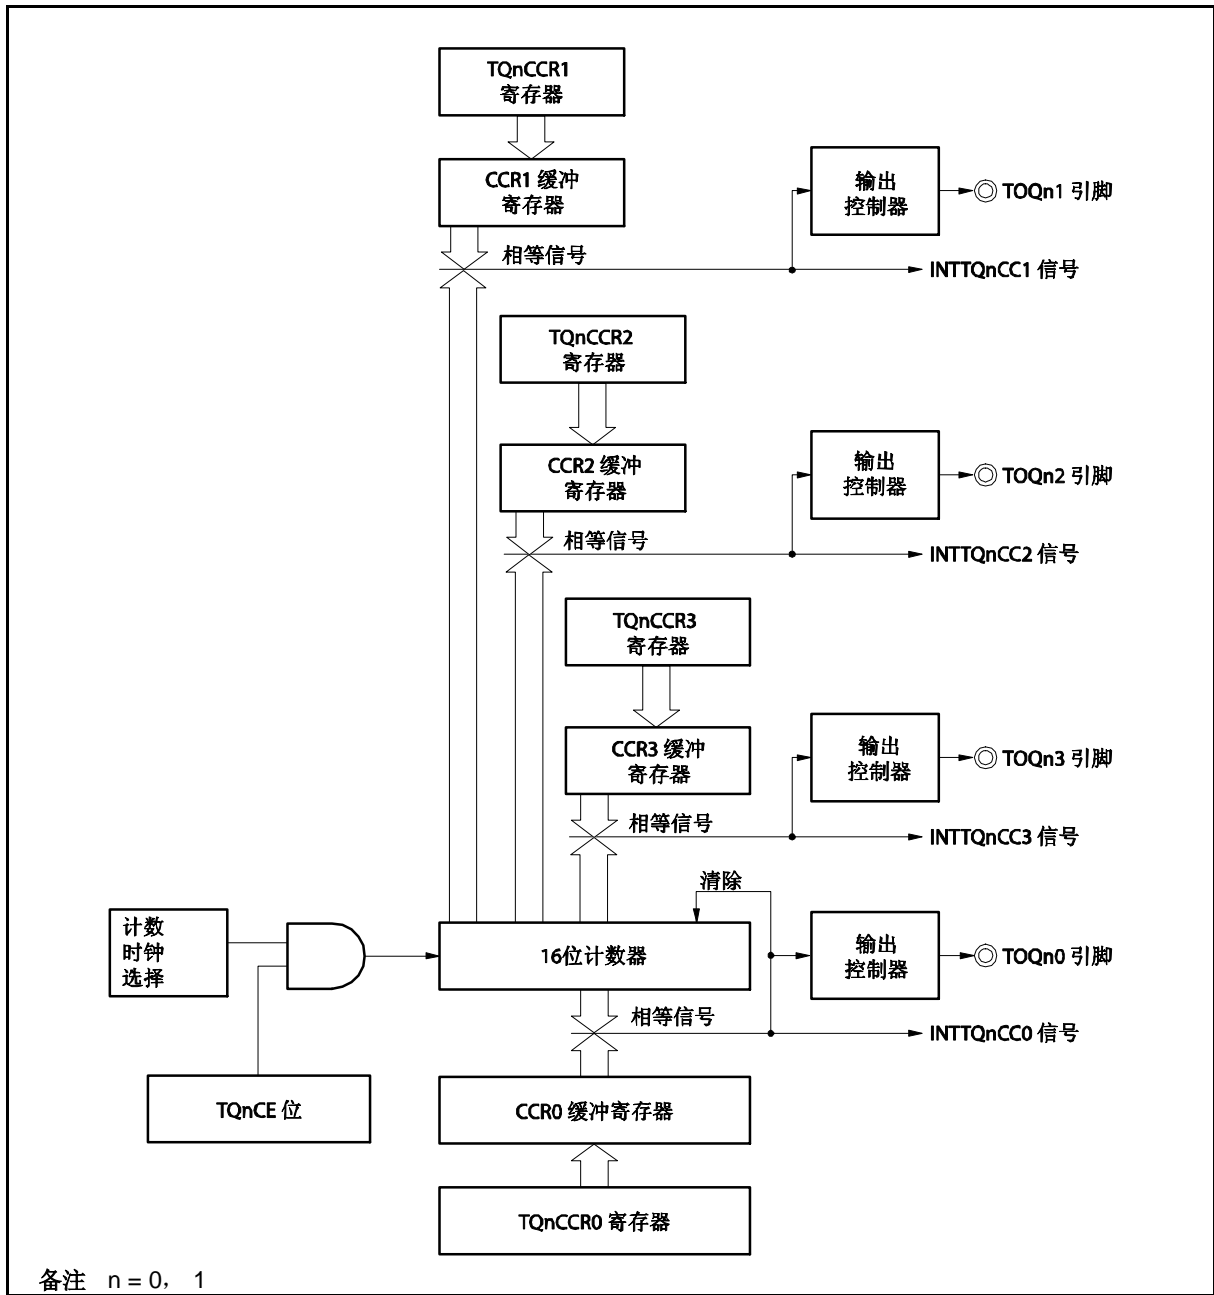 TQnCCR1
寄存器
CCR1 缓冲
寄存器
输出
控制器
TOQn1 引脚
相等信号
INTTQnCC1 信号
TQnCCR2
寄存器
CCR2 缓冲
寄存器
输出
控制器
TOQn2 引脚
相等信号
INTTQnCC2 信号
TQnCCR3
寄存器
CCR3 缓冲
寄存器
输出
控制器
TOQn3 引脚
相等信号
INTTQnCC3 信号
清除
计数
时钟
选择
16位计数器
输出
控制器
TOQn0 引脚
相等信号
INTTQnCC0 信号
TQnCE 位
CCR0 缓冲寄存器
TQnCCR0 寄存器
备注 n = 0， 1